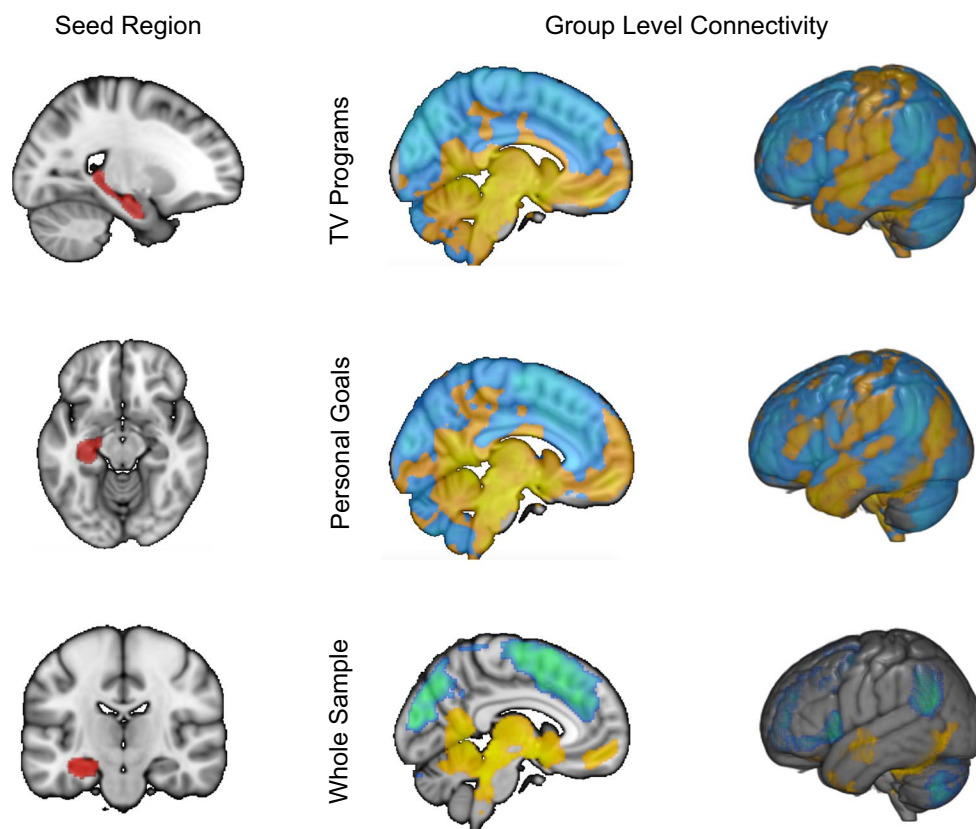 Seed Region
Group Level Connectivity
TV Programs
Personal Goals
Whole Sample